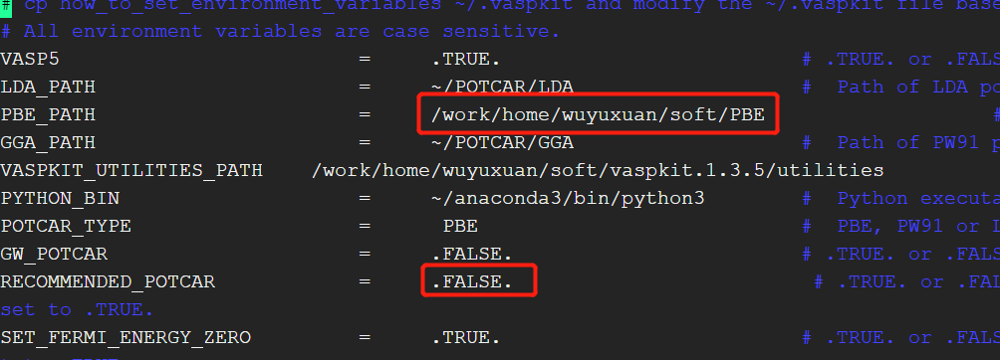 # cp how_to_set_environment_variables ~/.vaspkit and modify the ~/.vaspkit file base
# All environment variables are case sensitive.
VASP5 = .TRUE. # .TRUE. or .FALS
LDA_PATH = ~/POTCAR/LDA # Path of LDA po
PBE_PATH = /work/home/wuyuxuan/soft/PBE #
GGA_PATH = ~/POTCAR/GGA # Path of PW91 p
VASPKIT_UTILITIES_PATH /work/home/wuyuxuan/soft/vaspkit.1.3.5/utilities
PYTHON_BIN = ~/anaconda3/bin/python3 # Python executa
POTCAR_TYPE = PBE # PBE, PW91 or L
GW_POTCAR = .FALSE. # .TRUE. or .FALS
RECOMMENDED_POTCAR = .FALSE. # .TRUE. or .FAL
set to .TRUE.
SET_FERMI_ENERGY_ZERO = .TRUE. # .TRUE. or .FALS